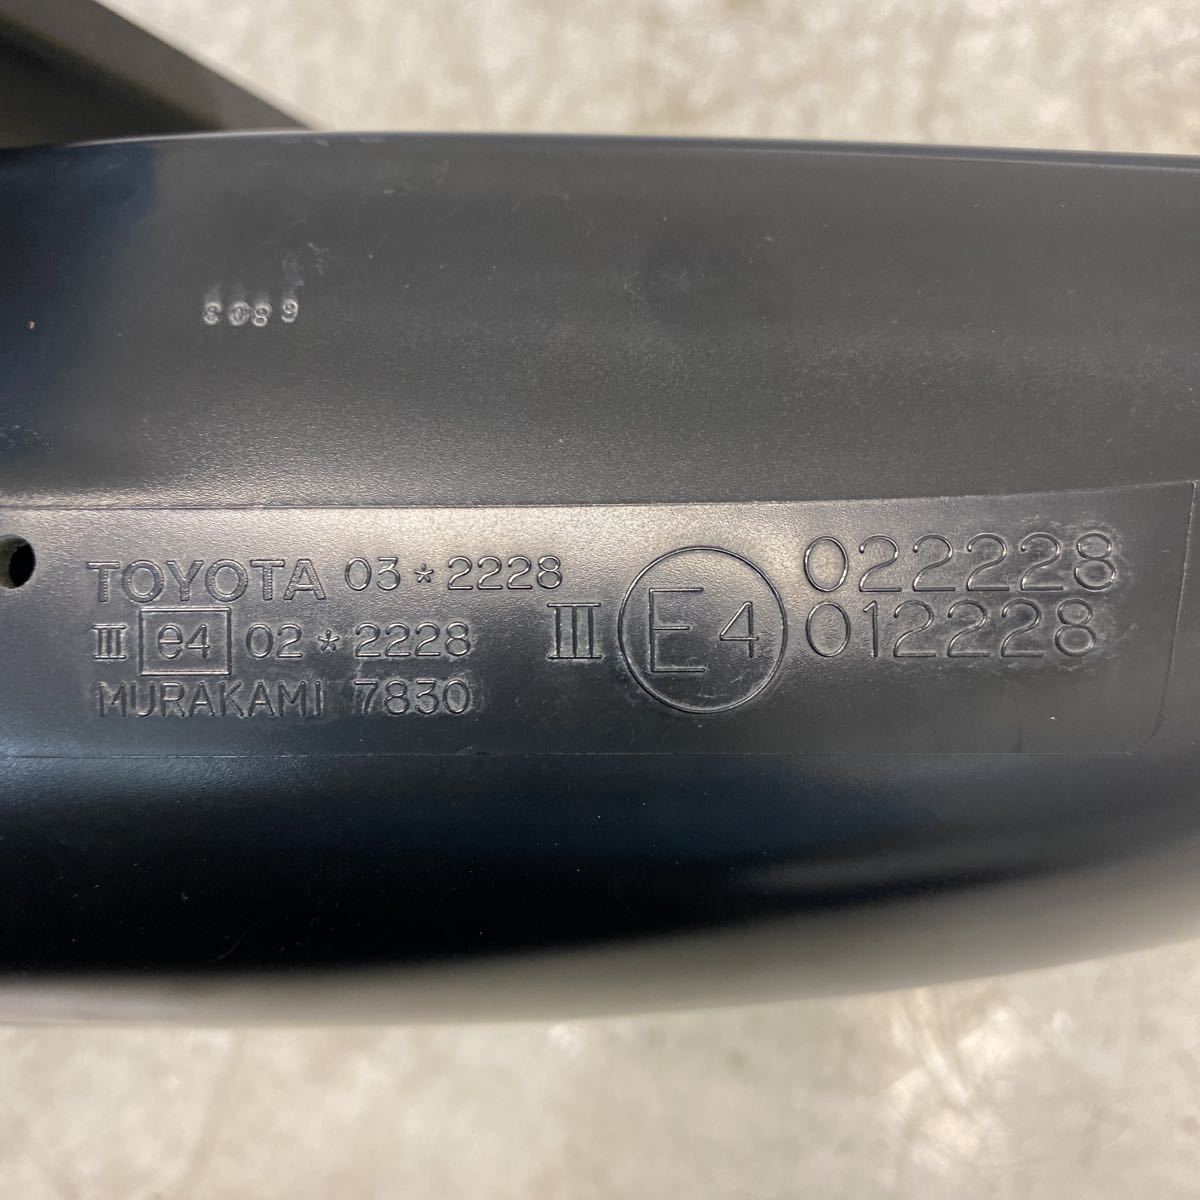 6803
TOYOTA 03*2228
III e4 02*2228
MURAKAMI 7830
III E4 022228
012228